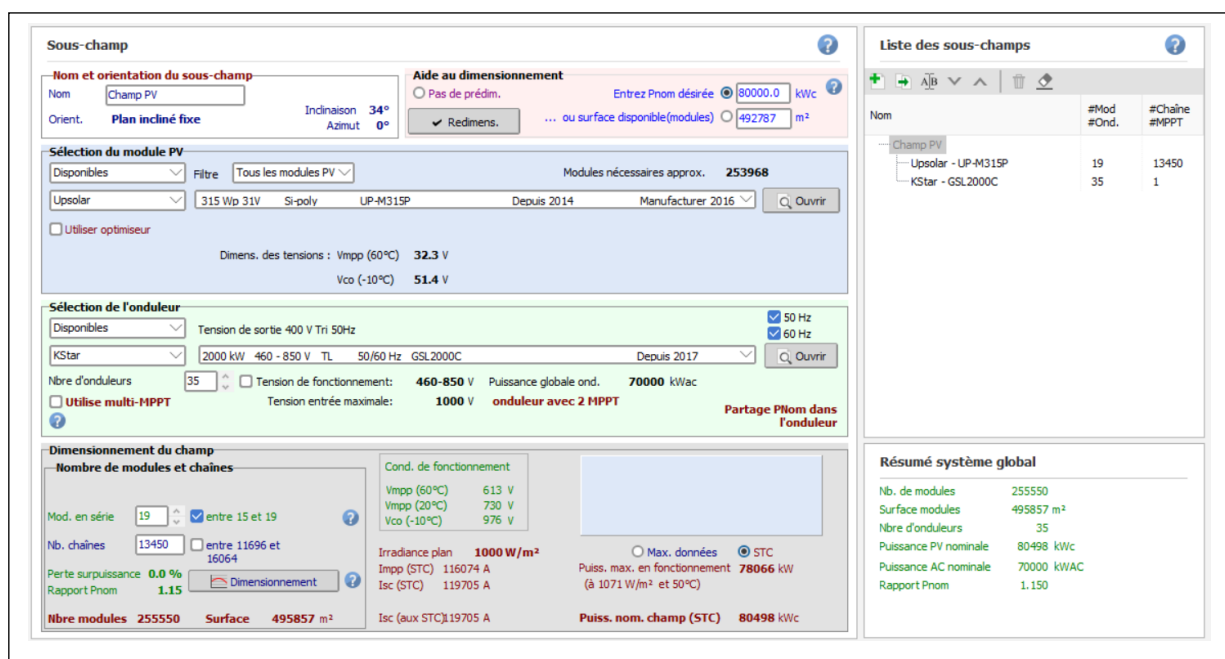 Sous-champ
Nom et orientation du sous-champ
Nom Champ PV
Orient. Plan incliné fixe
Inclinaison 34°
Azimut 0°
Aide au dimensionnement
Pas de prédim. Entrez Pnom désirée 80000.0 kWc
Redimens. ... ou surface disponible(modules) 492787 m²
Sélection du module PV
Disponibles Filtre Tous les modules PV Modules nécessaires approx. 253968
Upsolar 315 Wp 31V Si-poly UP-M315P Depuis 2014 Manufacturer 2016 Ouvrir
Utiliser optimiseur
Dimens. des tensions : Vmpp (60°C) 32.3 V
Vco (-10°C) 51.4 V
Sélection de l'onduleur
Disponibles Tension de sortie 400 V Tri 50Hz
50 Hz
60 Hz
KStar 2000 kW 460 - 850 V TL 50/60 Hz GSL2000C Depuis 2017 Ouvrir
Nbre d'onduleurs 35 Tension de fonctionnement: 460-850 V Puissance globale ond. 70000 kWac
Utilise multi-MPPT Tension entrée maximale: 1000 V onduleur avec 2 MPPT
Partage PNom dans
l'onduleur
Dimensionnement du champ
Nombre de modules et chaînes
Mod. en série 19 entre 15 et 19
Nb. chaînes 13450 entre 11696 et
16064
Perte surpuissance 0.0 %
Rapport Pnom 1.15
Dimensionnement
Nbre modules 255550 Surface 495857 m²
Cond. de fonctionnement
Vmpp (60°C) 613 V
Vmpp (20°C) 730 V
Vco (-10°C) 976 V
Irradiance plan 1000 W/m²
Impp (STC) 116074 A
Isc (STC) 119705 A
Isc (aux STC) 119705 A
Max. données STC
Puiss. max. en fonctionnement 78066 kW
(à 1071 W/m² et 50°C)
Puiss. nom. champ (STC) 80498 kWc
Liste des sous-champs
Nom
#Mod #Chaîne
#Ond. #MPPT
Champ PV
Upsolar - UP-M315P 19 13450
KStar - GSL2000C 35 1
Résumé système global
Nb. de modules 255550
Surface modules 495857 m²
Nbre d'onduleurs 35
Puissance PV nominale 80498 kWc
Puissance AC nominale 70000 kWAC
Rapport Pnom 1.150